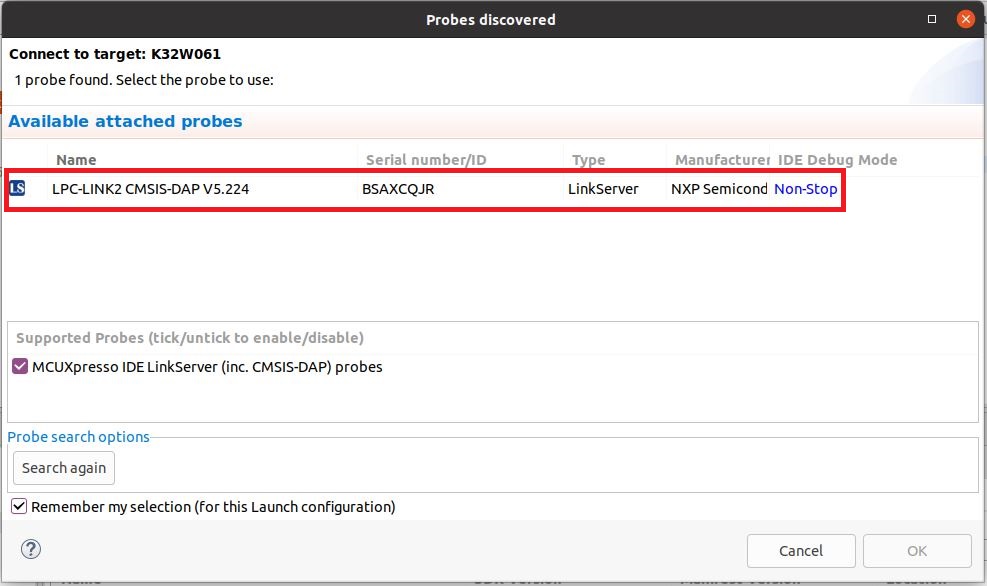 Probes discovered
Connect to target: K32W061
1 probe found. Select the probe to use:
Available attached probes
Name Serial number/ID Type Manufacturer IDE Debug Mode
LS LPC-LINK2 CMSIS-DAP V5.224 BSAXCQJR LinkServer NXP Semicond Non-Stop
Supported Probes (tick/untick to enable/disable)
MCUXpresso IDE LinkServer (inc. CMSIS-DAP) probes
Probe search options
Search again
Remember my selection (for this Launch configuration)
? Cancel OK